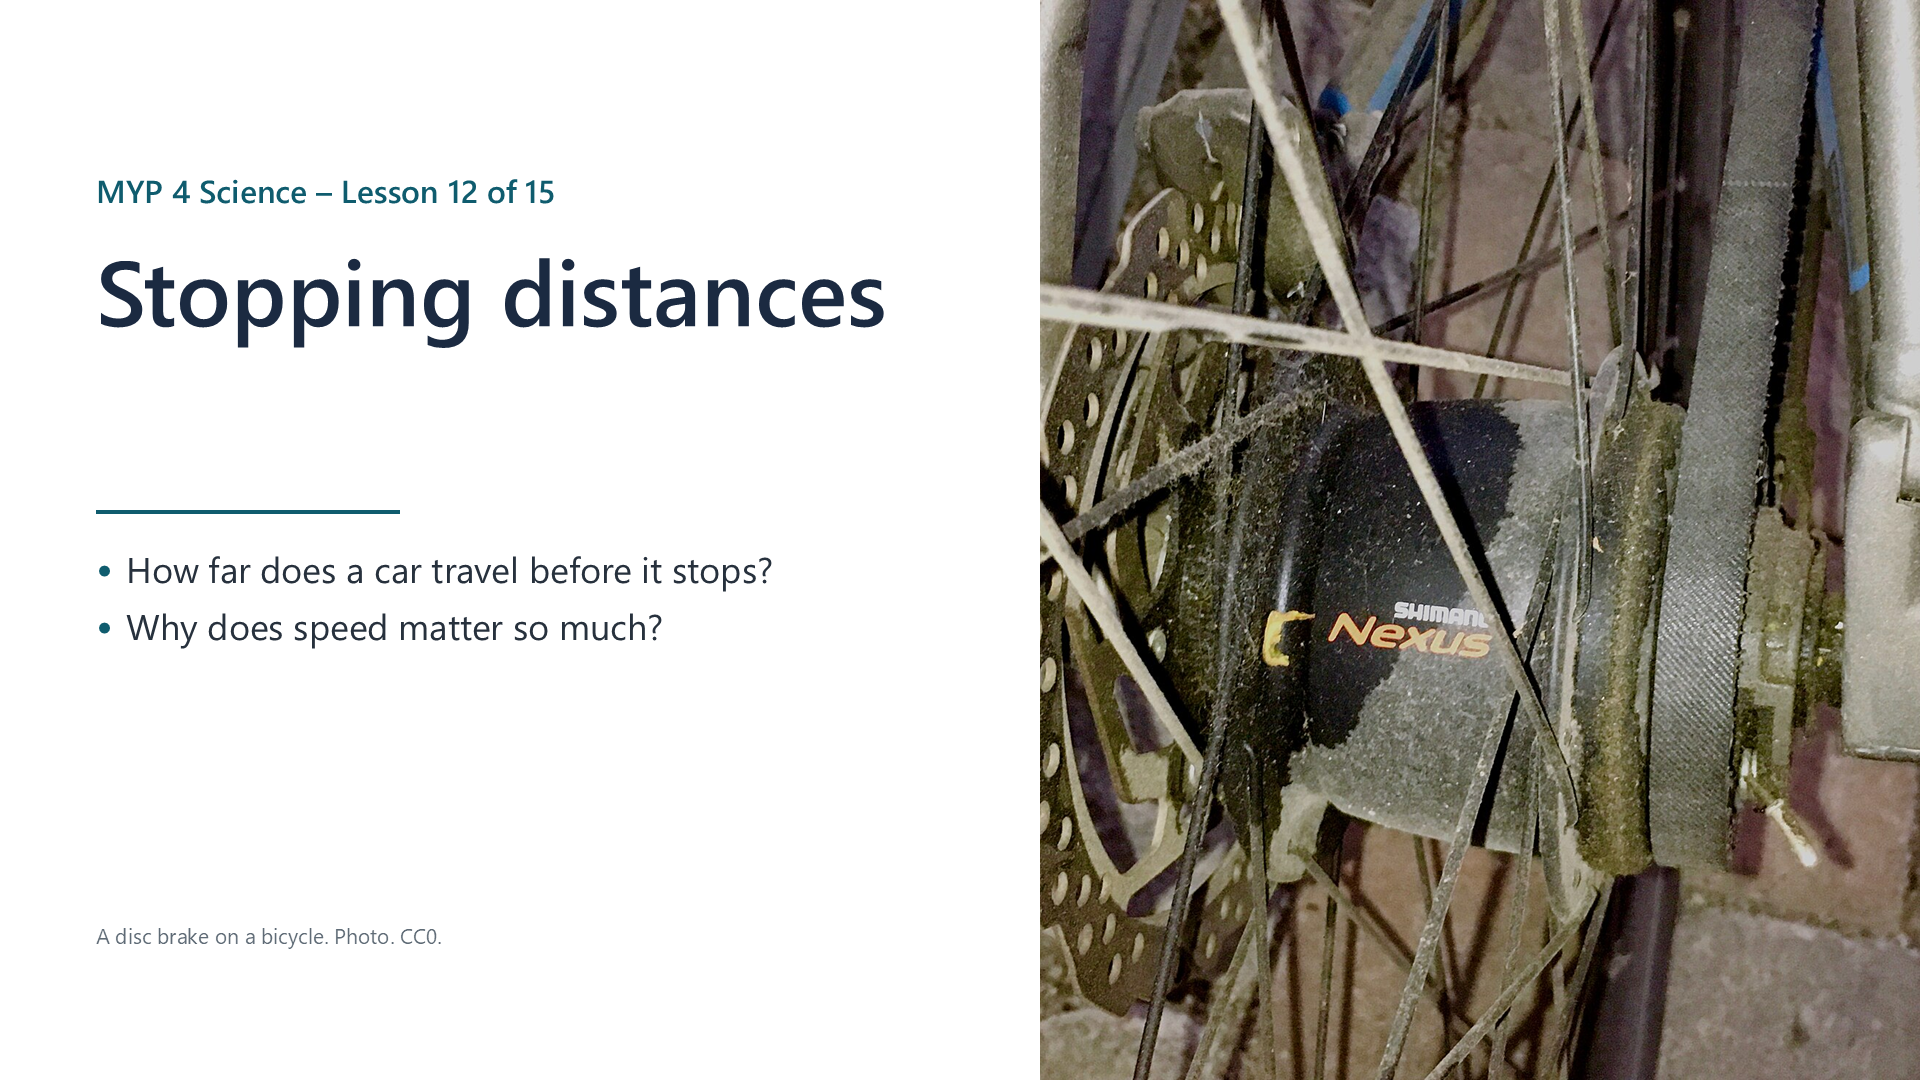 MYP 4 Science – Lesson 12 of 15
Stopping distances
• How far does a car travel before it stops?
• Why does speed matter so much?
A disc brake on a bicycle. Photo. CC0.
SHIMANO
Nexus